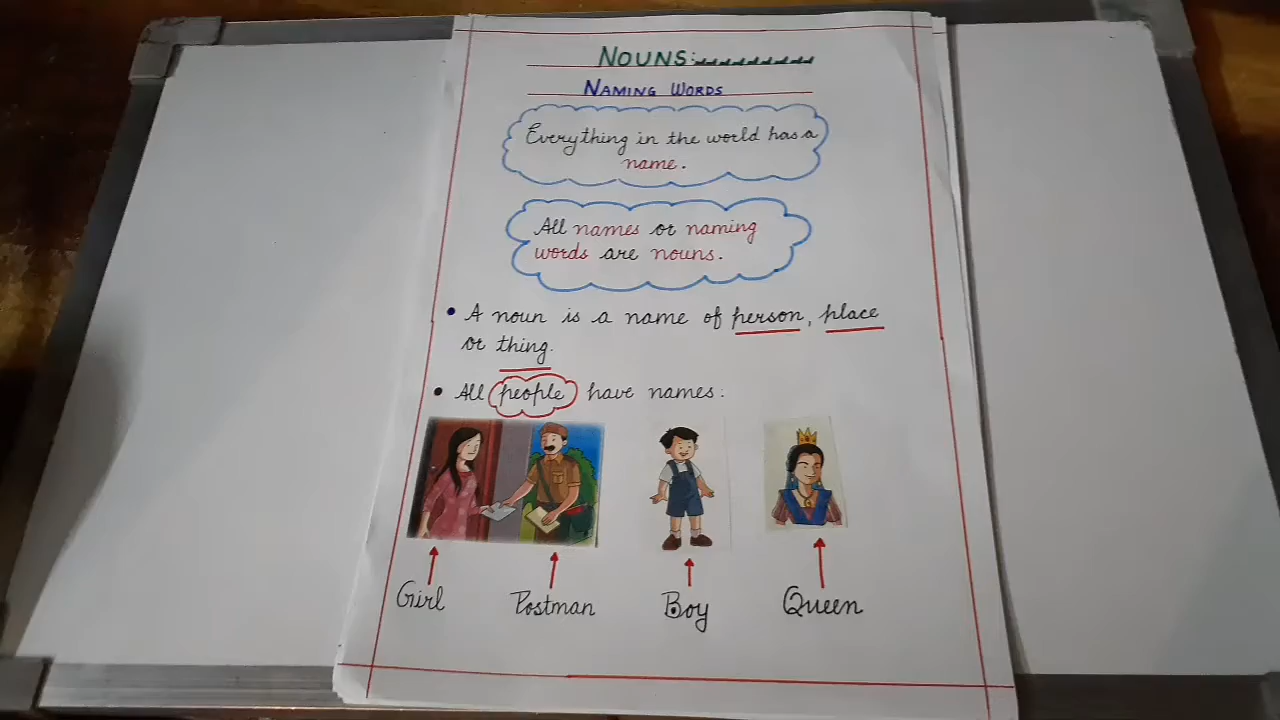 NOUNS:
NAMING WORDS
Everything in the world has a
name.
All names or naming
words are nouns.
• A noun is a name of person, place
or thing.
• All people have names:
Girl Postman Boy Queen